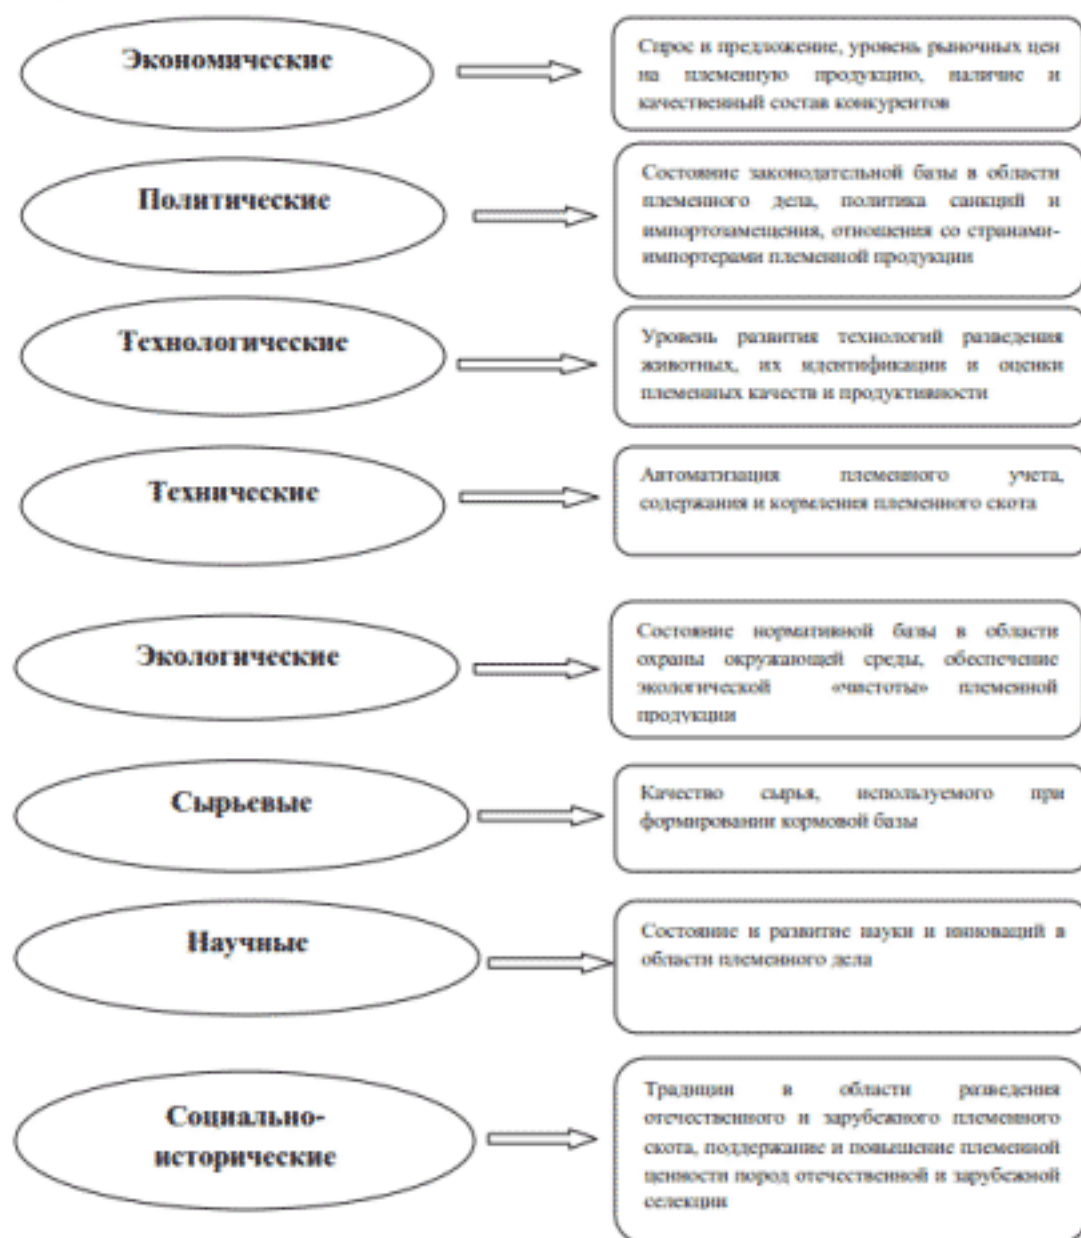 Экономические
Спрос и предложение, уровень рыночных цен
на племенную продукцию, наличие и
качественный состав конкурентов
Политические
Состояние законодательной базы в области
племенного дела, политика санкций и
импортозамещения, отношения со странами-
импортерами племенной продукции
Технологические
Уровень развития технологий разведения
животных, их идентификации и оценки
племенных качеств и продуктивности
Технические
Автоматизация племенного учета,
содержания и кормления племенного скота
Экологические
Состояние нормативной базы в области
охраны окружающей среды, обеспечение
экологической «чистоты» племенной
продукции
Сырьевые
Качество сырья, используемого при
формировании кормовой базы
Научные
Состояние и развитие науки и инноваций в
области племенного дела
Социально-
исторические
Традиции в области разведения
отечественного и зарубежного племенного
скота, поддержание и повышение племенной
ценности пород отечественной и зарубежной
селекции